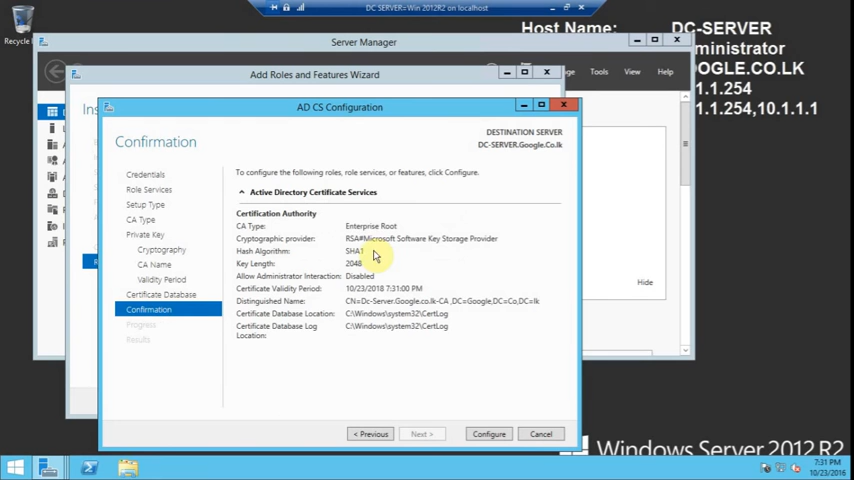 DC SERVER=Win 2012R2 on localhost
Recycle
Host Name: DC-SERVER
ministrator
OOGLE.CO.LK
1.1.254
1.1.254,10.1.1.1
Server Manager
Tools View Help
Add Roles and Features Wizard
Ins
Hide
AD CS Configuration
Confirmation
DESTINATION SERVER
DC-SERVER.Google.Co.lk
Credentials
Role Services
Setup Type
CA Type
Private Key
Cryptography
CA Name
Validity Period
Certificate Database
Confirmation
Progress
Results
To configure the following roles, role services, or features, click Configure.
Active Directory Certificate Services
Certification Authority
CA Type: Enterprise Root
Cryptographic provider: RSA#Microsoft Software Key Storage Provider
Hash Algorithm: SHA1
Key Length: 2048
Allow Administrator Interaction: Disabled
Certificate Validity Period: 10/23/2018 7:31:00 PM
Distinguished Name: CN=Dc-Server.Google.co.lk-CA ,DC=Google,DC=Co,DC=lk
Certificate Database Location: C:\Windows\system32\CertLog
Certificate Database Log Location: C:\Windows\system32\CertLog
< Previous Next > Configure Cancel
Windows Server 2012 R2
7:31 PM
10/23/2016